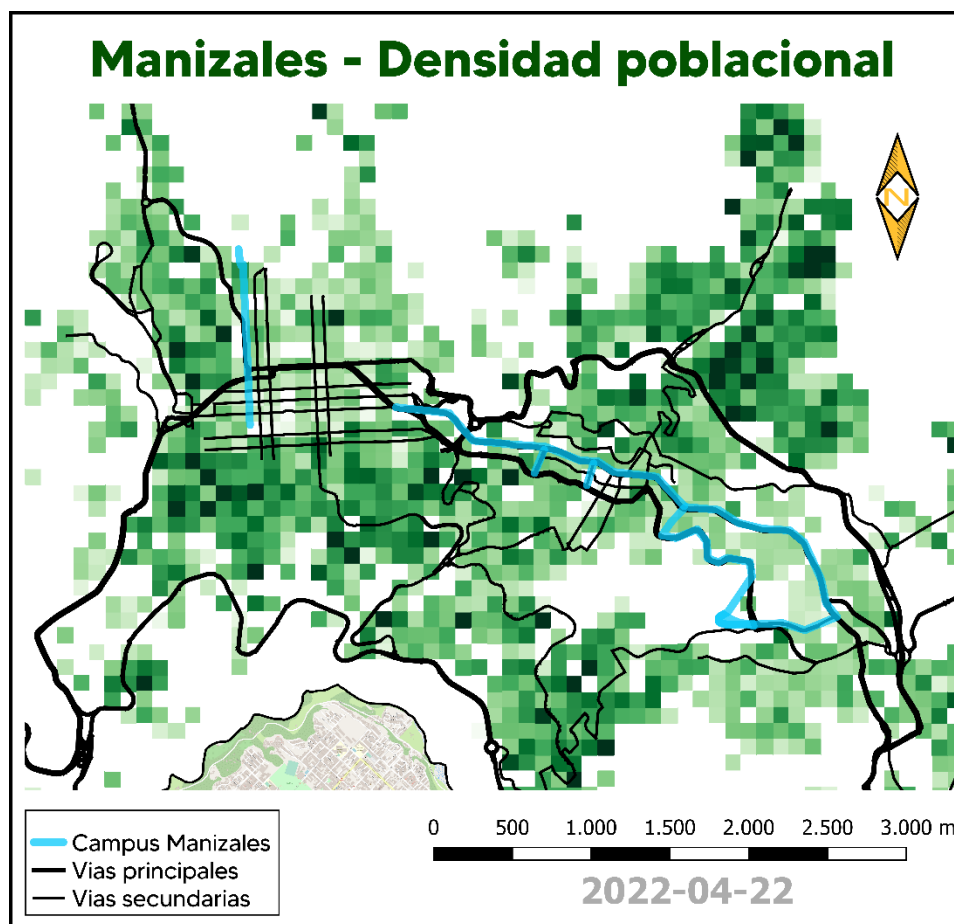 Manizales - Densidad poblacional
N
Campus Manizales
Vias principales
Vias secundarias
0 500 1.000 1.500 2.000 2.500 3.000 m
2022-04-22